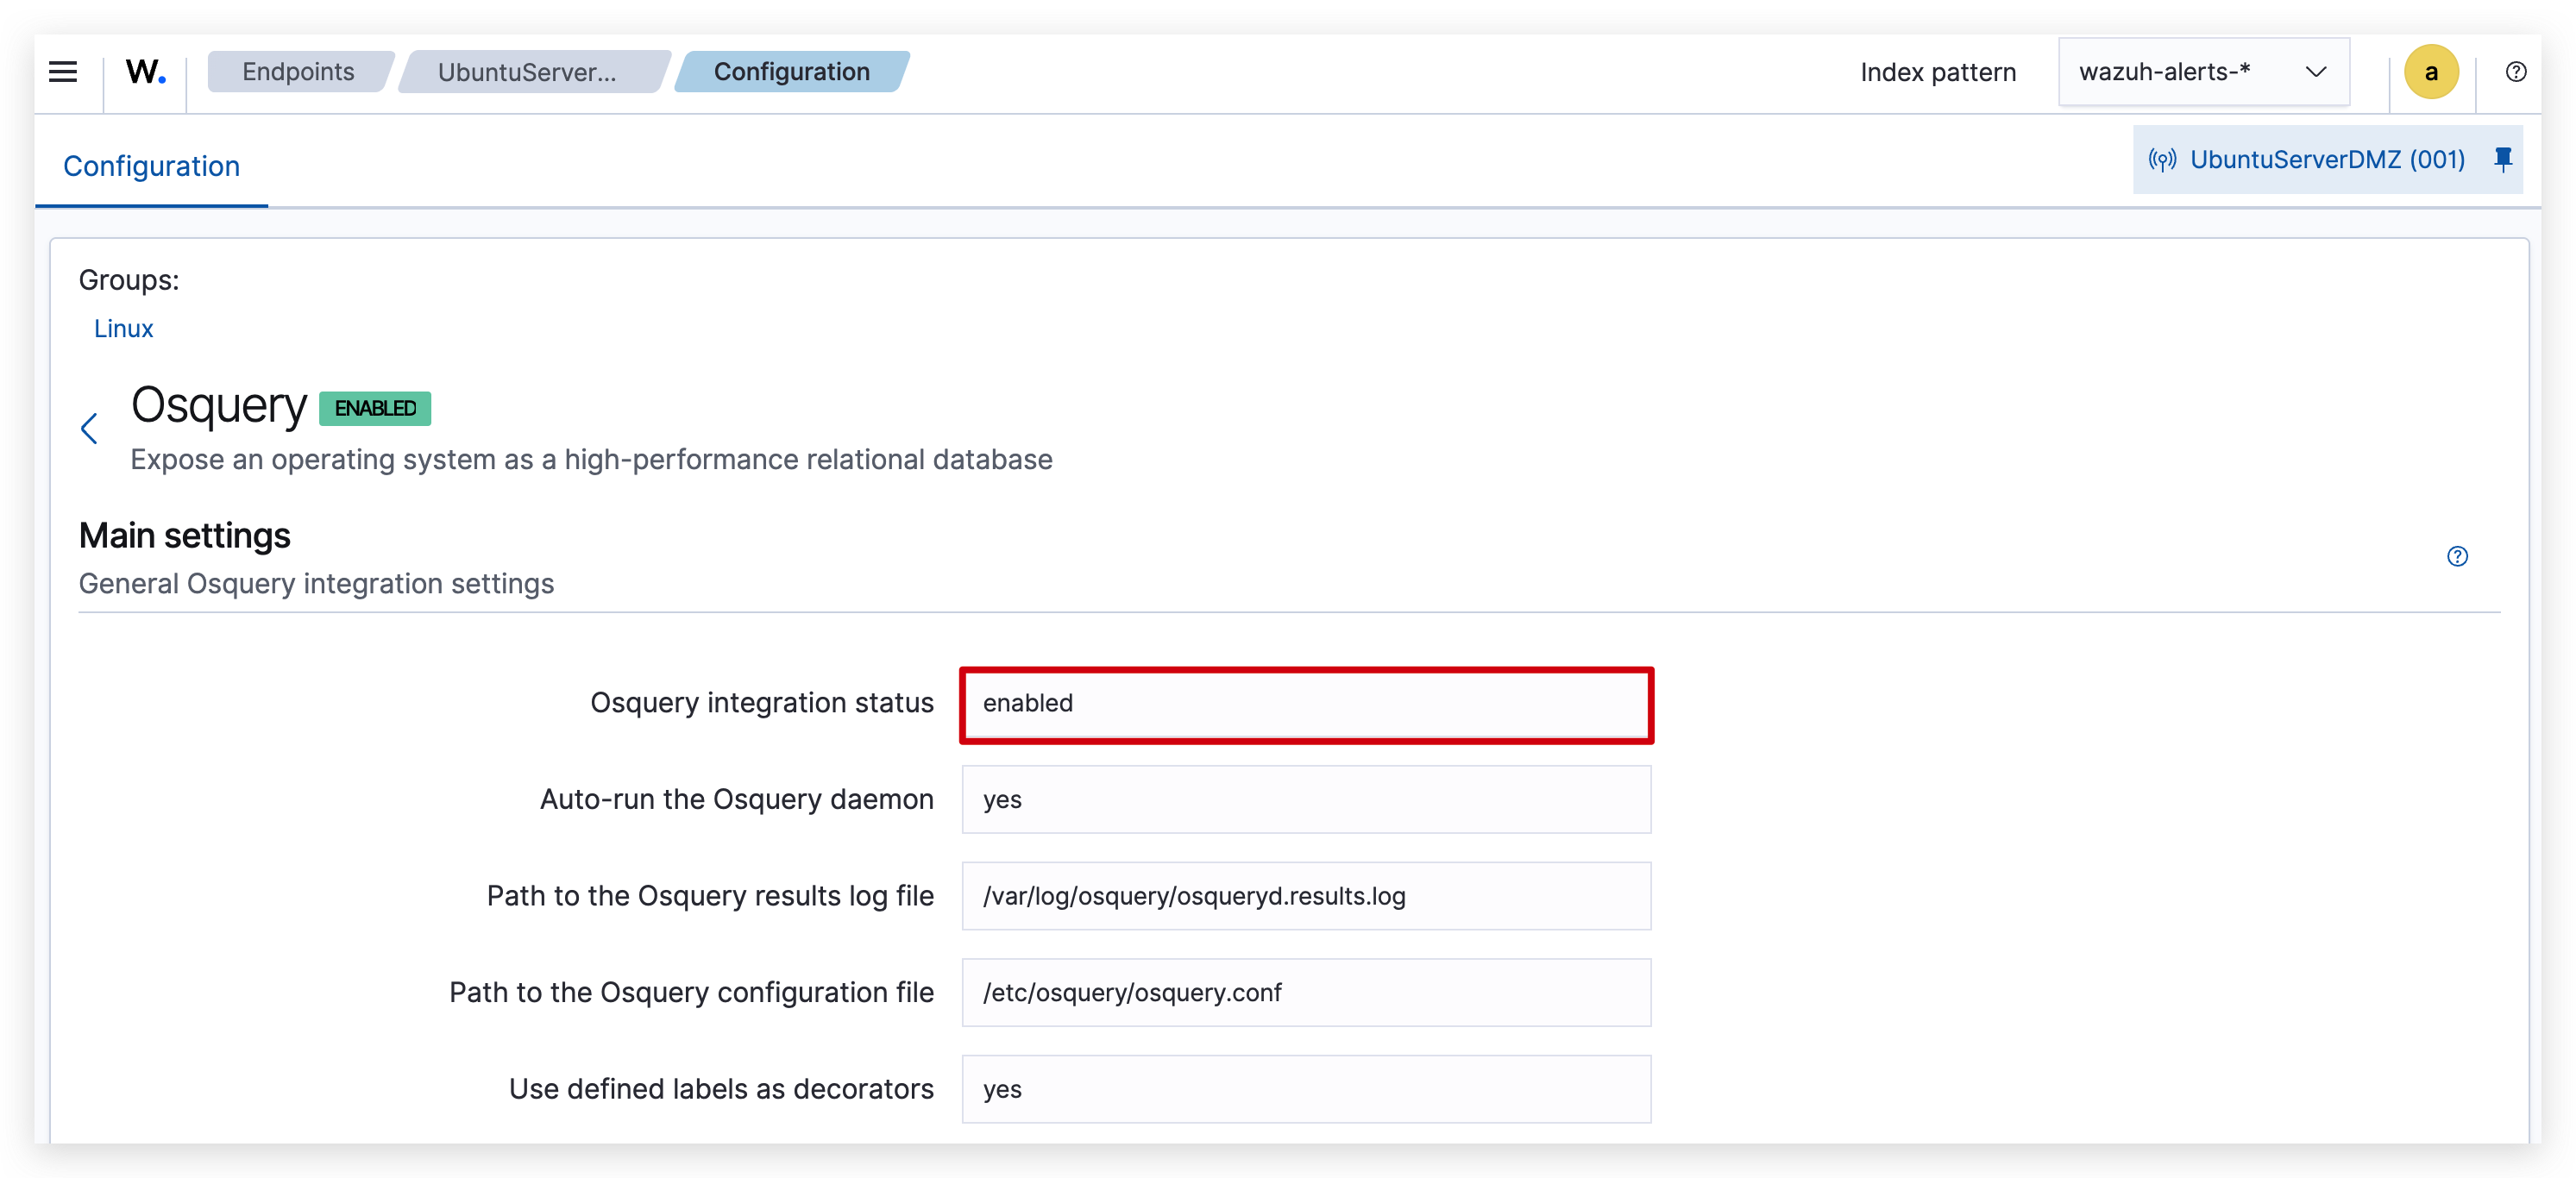 W. Endpoints UbuntuServer... Configuration Index pattern wazuh-alerts-* a
Configuration UbuntuServerDMZ (001)
Groups:
Linux
Osquery ENABLED
Expose an operating system as a high-performance relational database
Main settings
General Osquery integration settings
Osquery integration status enabled
Auto-run the Osquery daemon yes
Path to the Osquery results log file /var/log/osquery/osqueryd.results.log
Path to the Osquery configuration file /etc/osquery/osquery.conf
Use defined labels as decorators yes